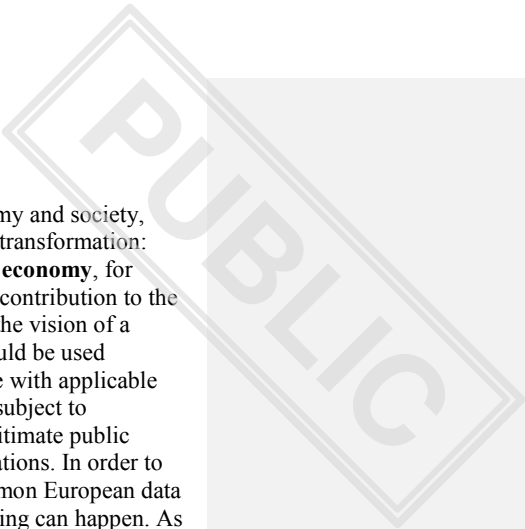 my and society,
transformation:
economy, for
contribution to the
he vision of a
uld be used
e with applicable
subject to
itimate public
ations. In order to
mon European data
ing can happen. As
PUBLIC